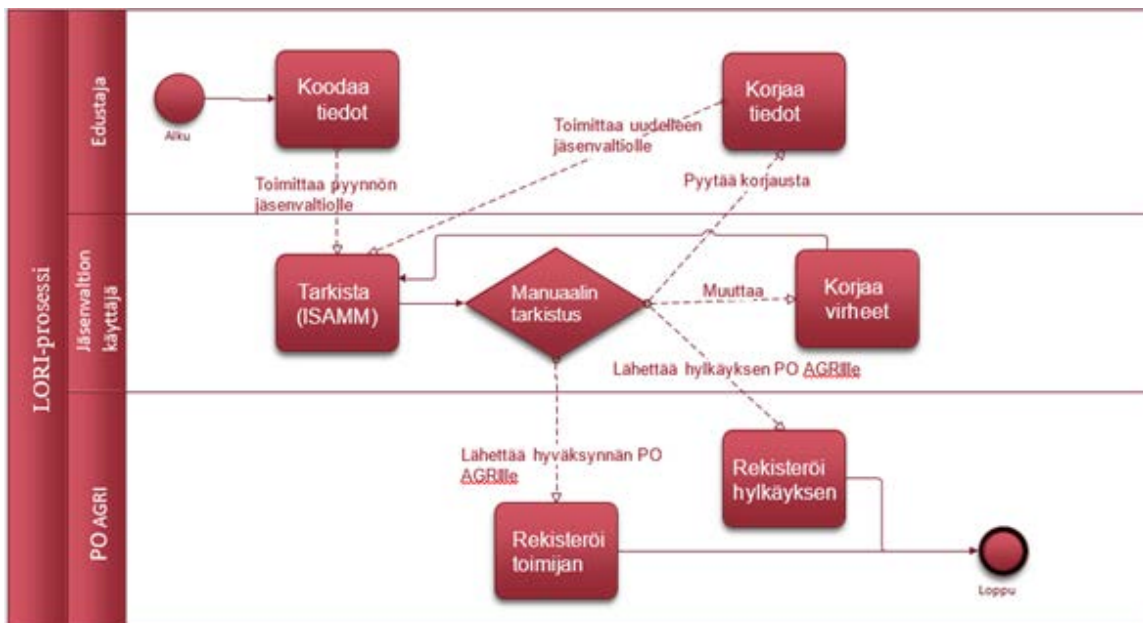 LORI-prosessi
Edustaja
Alku
Koodaa
tiedot
Korjaa
tiedot
Toimittaa uudelleen
jäsenvaltiolle
Toimittaa pyynnön
jäsenvaltiolle
Pyytää korjausta
Jäsenvaltion
käyttäjä
Tarkista
(ISAMM)
Manuaalin
tarkistus
Muuttaa
Korjaa
virheet
Lähettää hylkäyksen PO AGRIlle
PO AGRI
Lähettää hyväksynnän PO
AGRIlle
Rekisteröi
hylkäyksen
Rekisteröi
toimijan
Loppu